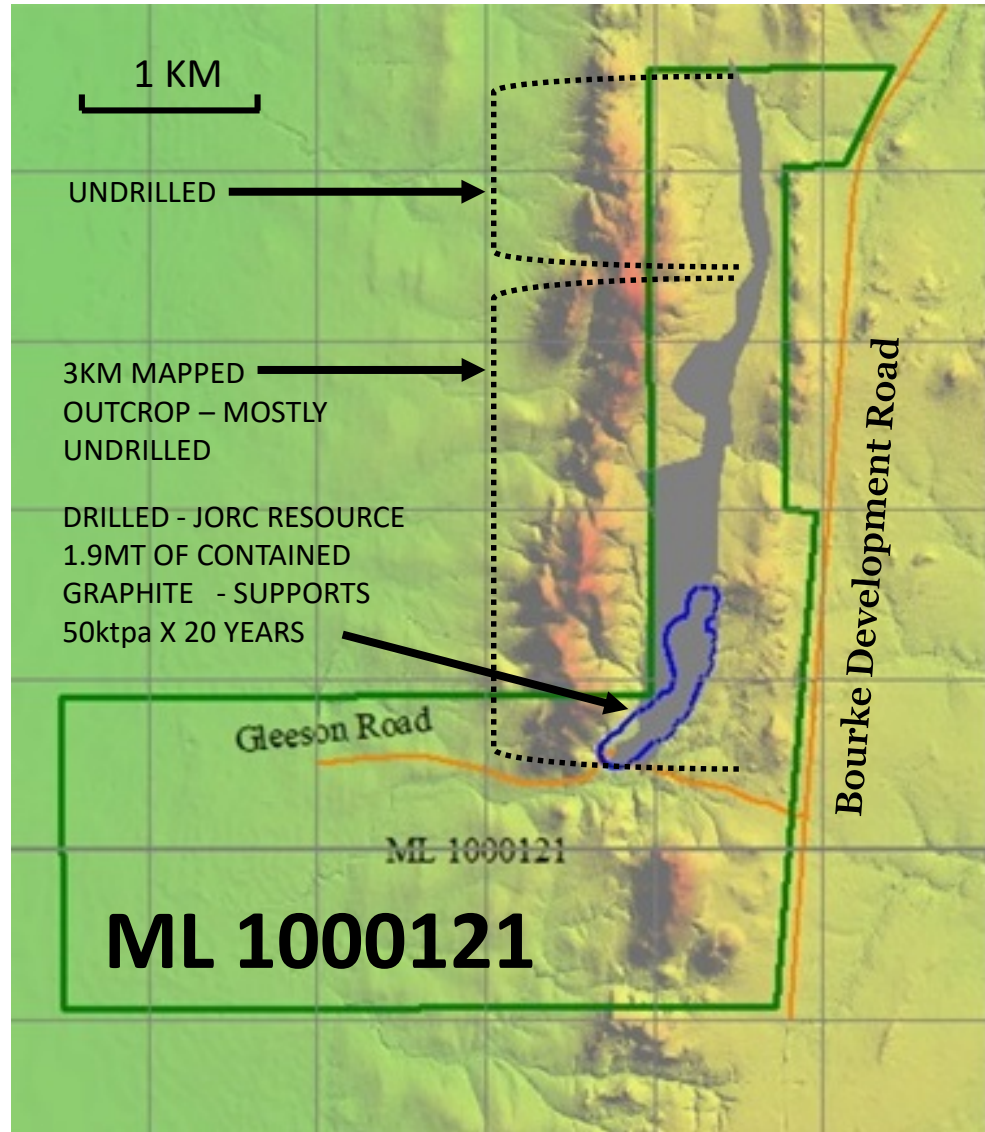 1 KM
UNDRILLED
3KM MAPPED
OUTCROP – MOSTLY
UNDRILLED
DRILLED - JORC RESOURCE
1.9MT OF CONTAINED
GRAPHITE - SUPPORTS
50ktpa X 20 YEARS
Bourke Development Road
Gleeson Road
ML 1000121
ML 1000121